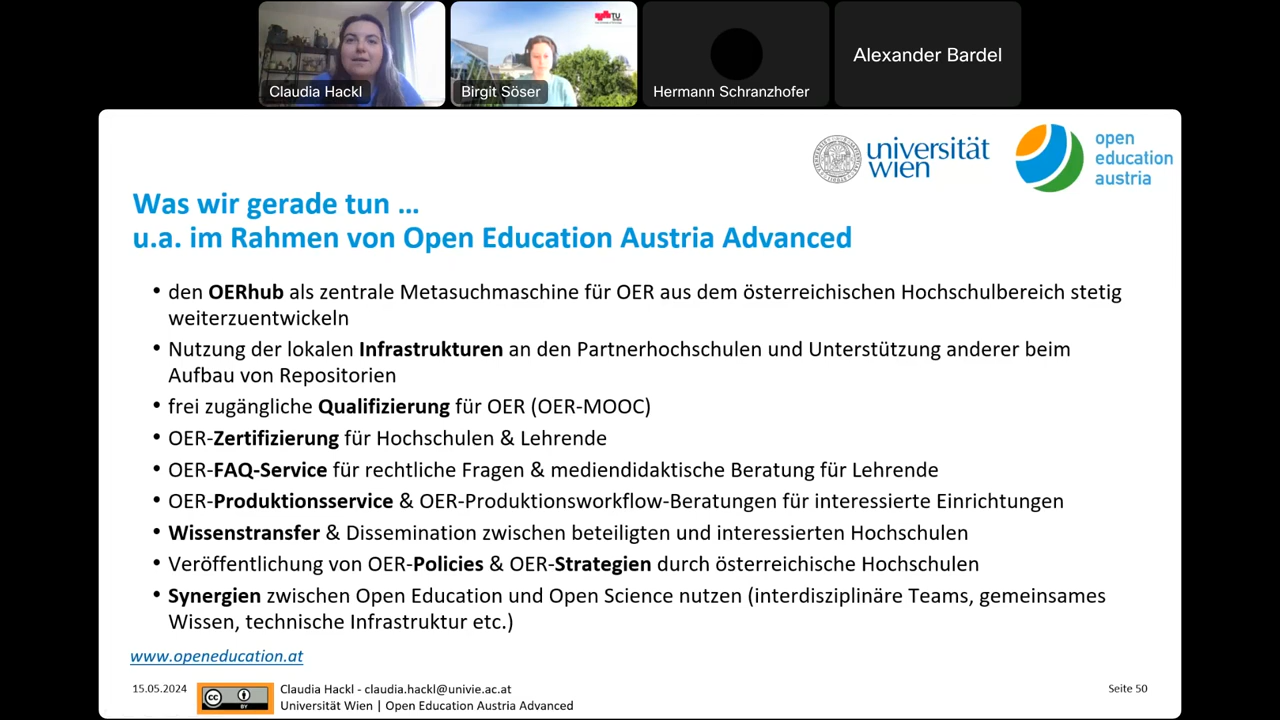 TU
Claudia Hackl
Birgit Söser
Hermann Schranzhofer
Alexander Bardel
universität
wien
open
education
austria
Was wir gerade tun …
u.a. im Rahmen von Open Education Austria Advanced
• den OERhub als zentrale Metasuchmaschine für OER aus dem österreichischen Hochschulbereich stetig
weiterzuentwickeln
• Nutzung der lokalen Infrastrukturen an den Partnerhochschulen und Unterstützung anderer beim
Aufbau von Repositorien
• frei zugängliche Qualifizierung für OER (OER-MOOC)
• OER-Zertifizierung für Hochschulen & Lehrende
• OER-FAQ-Service für rechtliche Fragen & mediendidaktische Beratung für Lehrende
• OER-Produktionsservice & OER-Produktionsworkflow-Beratungen für interessierte Einrichtungen
• Wissenstransfer & Dissemination zwischen beteiligten und interessierten Hochschulen
• Veröffentlichung von OER-Policies & OER-Strategien durch österreichische Hochschulen
• Synergien zwischen Open Education und Open Science nutzen (interdisziplinäre Teams, gemeinsames
Wissen, technische Infrastruktur etc.)
www.openeducation.at
15.05.2024
cc
BY
Claudia Hackl - claudia.hackl@univie.ac.at
Universität Wien | Open Education Austria Advanced
Seite 50